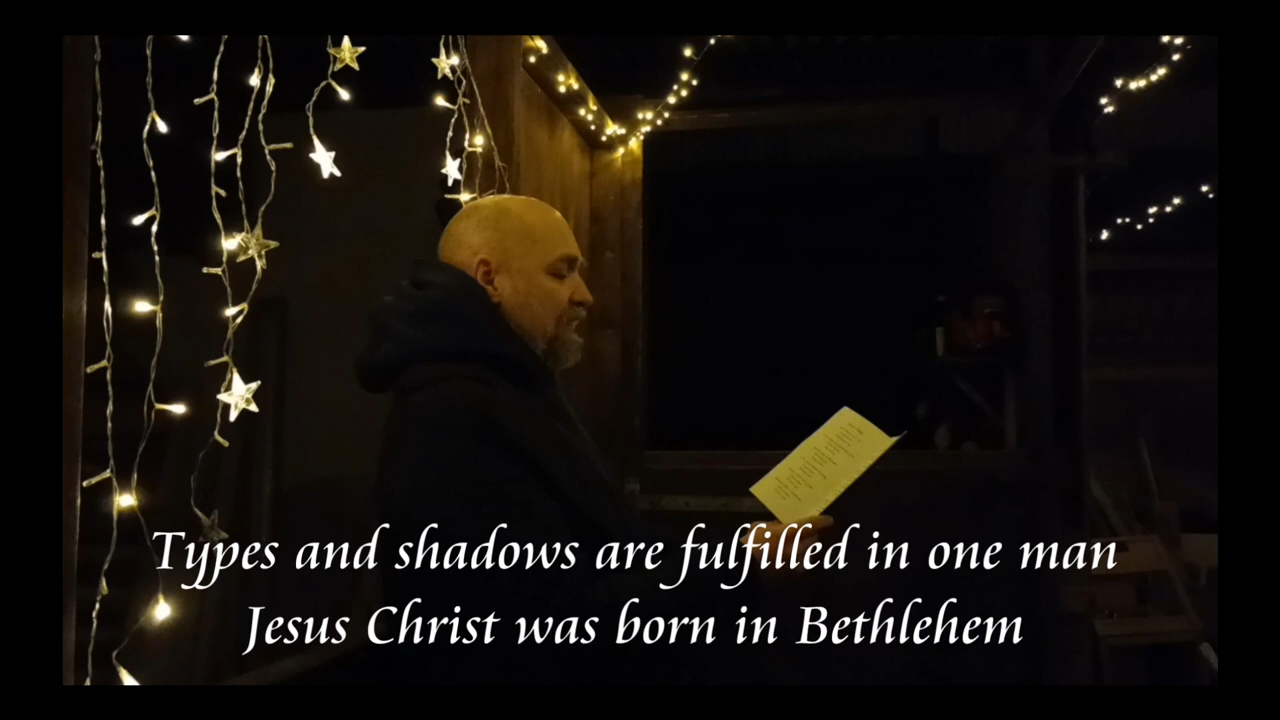 Types and shadows are fulfilled in one man
Jesus Christ was born in Bethlehem